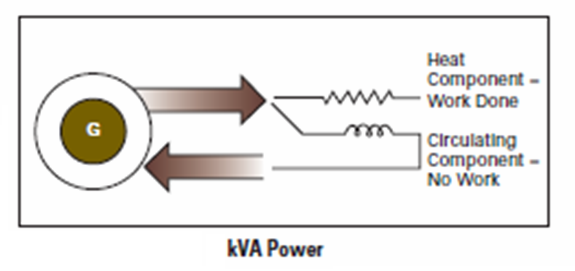 Heat
Component –
Work Done
G
Circulating
Component –
No Work
kVA Power